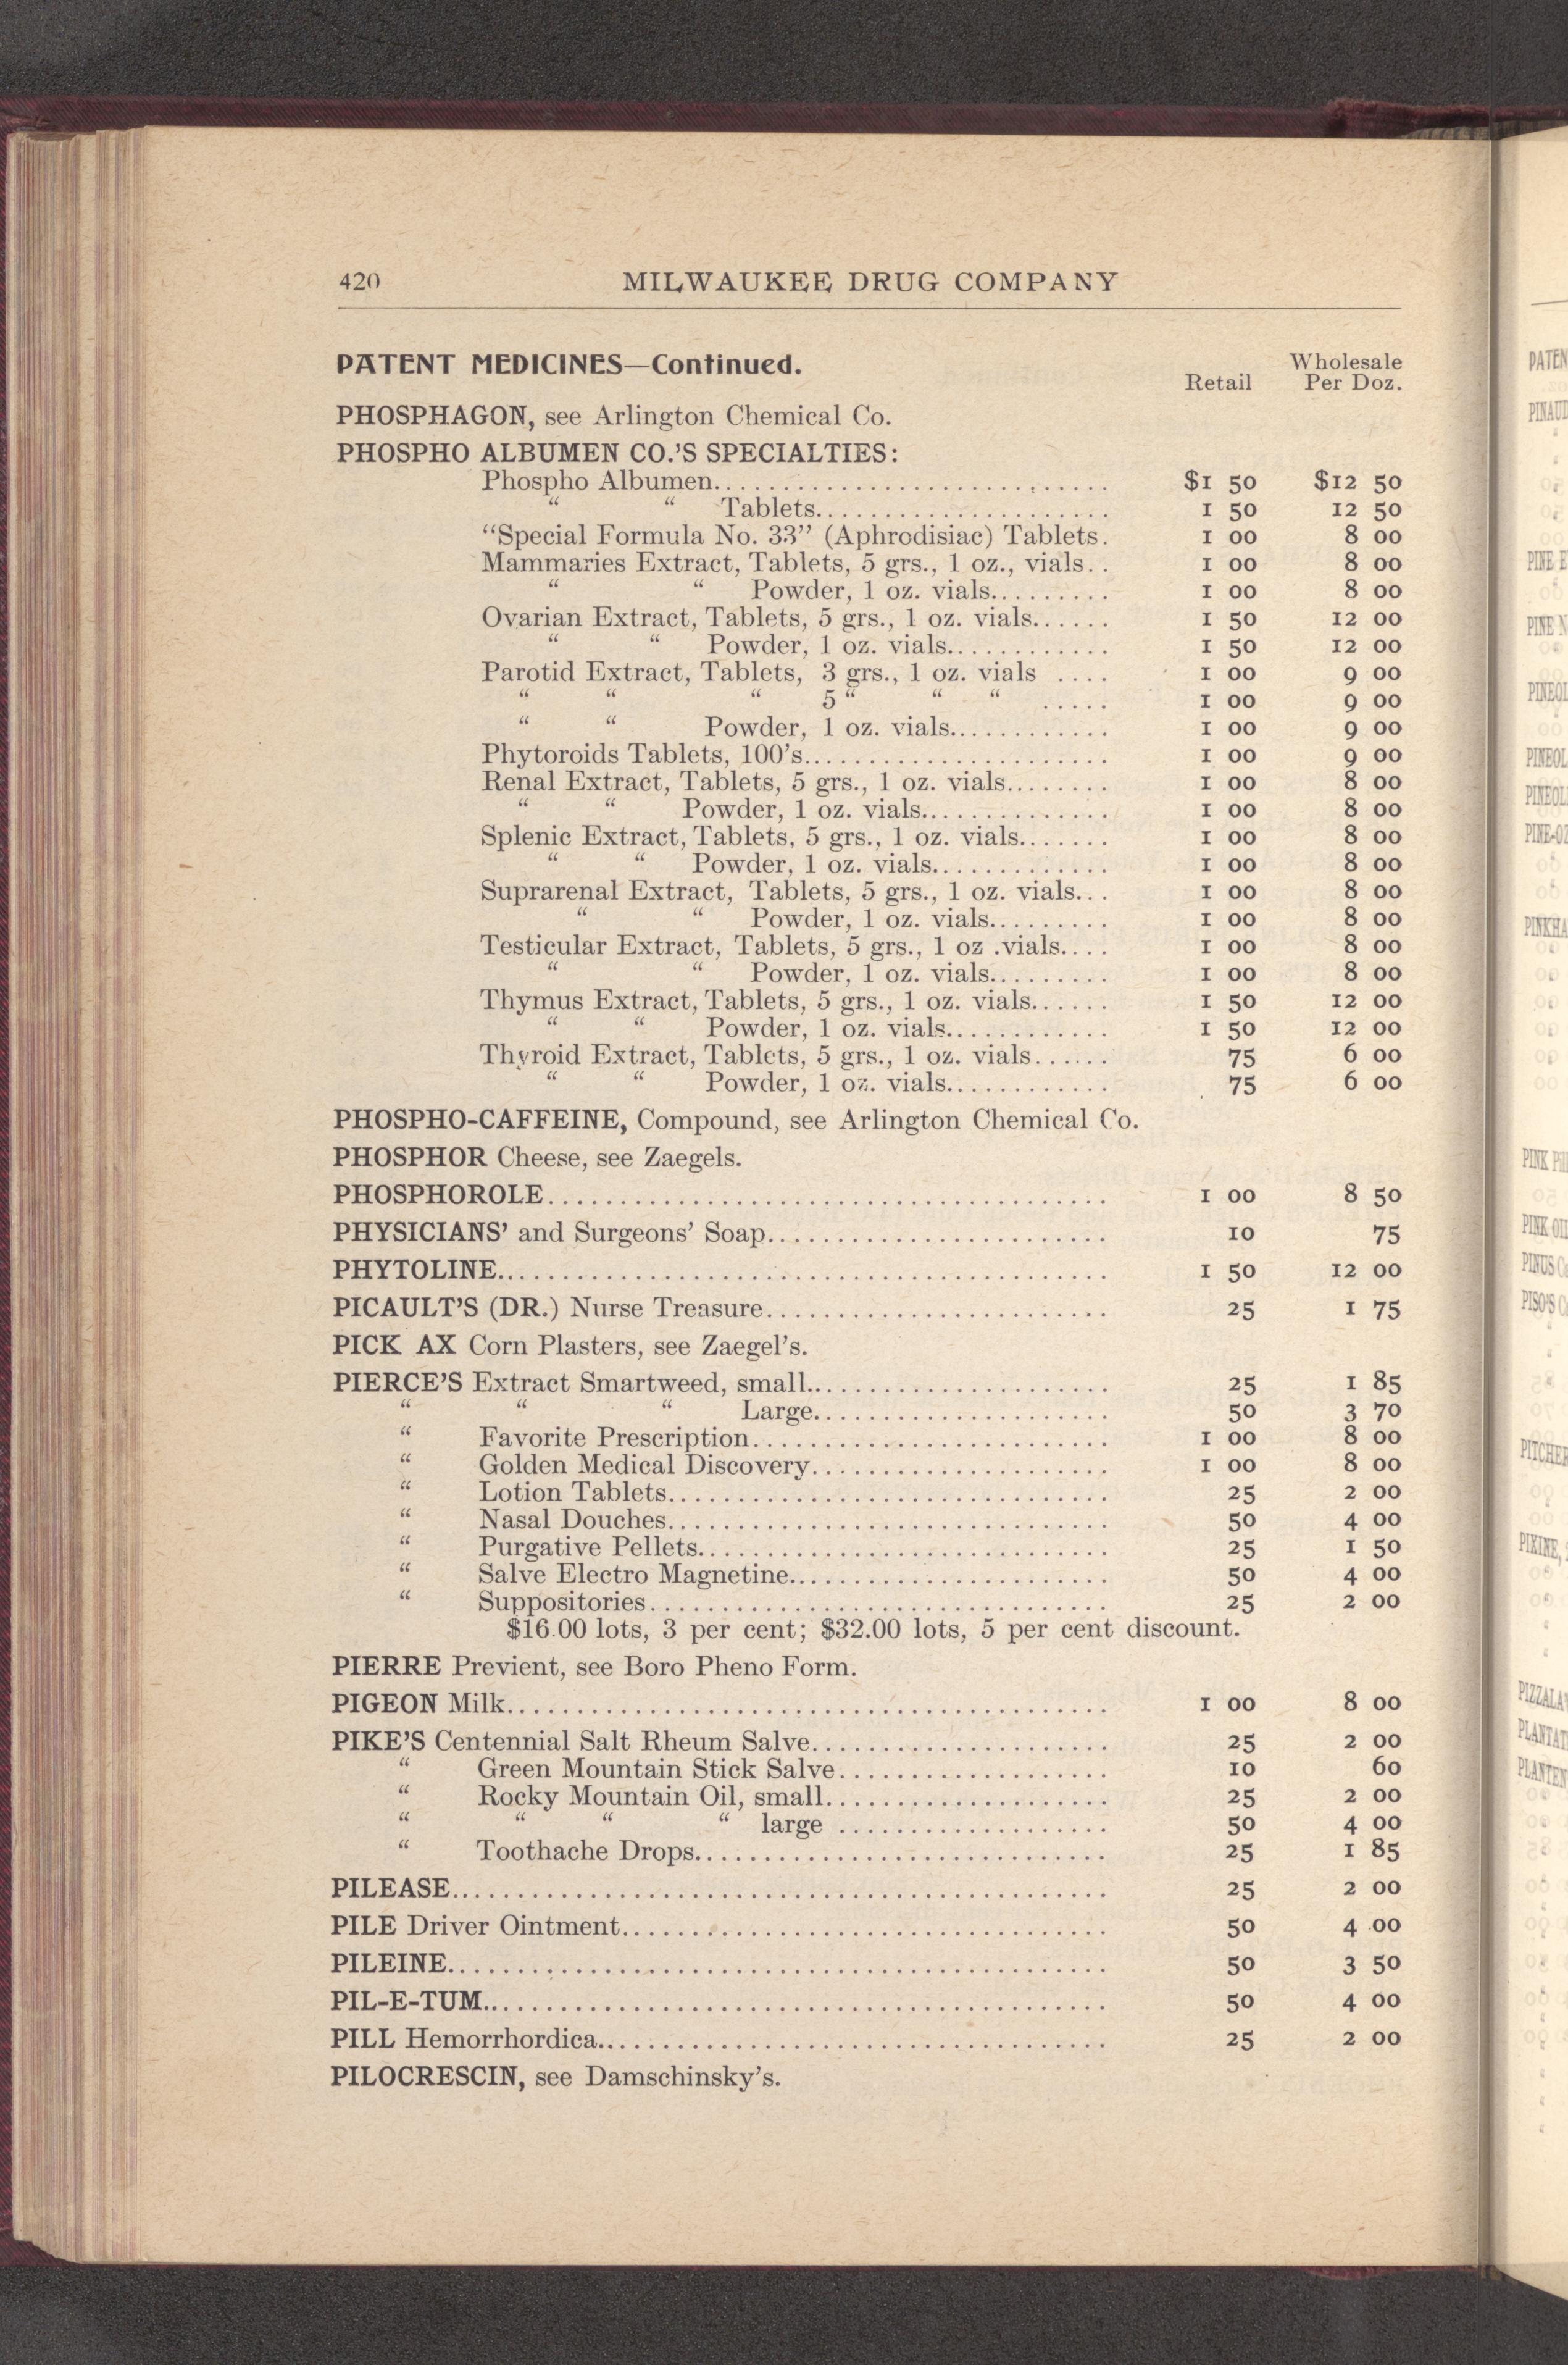 420 MILWAUKEE DRUG COMPANY
PATENT MEDICINES—Continued.
Retail Wholesale Per Doz.
PHOSPHAGON, see Arlington Chemical Co.
PHOSPHO ALBUMEN CO.'S SPECIALTIES:
Phospho Albumen.............................. $1 50 $12 50
“ “ Tablets..................... 1 50 12 50
“Special Formula No. 33” (Aphrodisiac) Tablets. 1 00 8 00
Mammaries Extract, Tablets, 5 grs., 1 oz., vials.. 1 00 8 00
“ “ Powder, 1 oz. vials......... 1 00 8 00
Ovarian Extract, Tablets, 5 grs., 1 oz. vials...... 1 50 12 00
“ “ Powder, 1 oz. vials............ 1 50 12 00
Parotid Extract, Tablets, 3 grs., 1 oz. vials .... 1 00 9 00
“ “ “ 5 “ “ “ ..... 1 00 9 00
“ “ Powder, 1 oz. vials............ 1 00 9 00
Phytoroids Tablets, 100's...................... 1 00 9 00
Renal Extract, Tablets, 5 grs., 1 oz. vials........ 1 00 8 00
“ “ Powder, 1 oz. vials.............. 1 00 8 00
Splenic Extract, Tablets, 5 grs., 1 oz. vials....... 1 00 8 00
“ “ Powder, 1 oz. vials............. 1 00 8 00
Suprarenal Extract, Tablets, 5 grs., 1 oz. vials... 1 00 8 00
“ “ Powder, 1 oz. vials......... 1 00 8 00
Testicular Extract, Tablets, 5 grs., 1 oz .vials.... 1 00 8 00
“ “ Powder, 1 oz. vials......... 1 00 8 00
Thymus Extract, Tablets, 5 grs., 1 oz. vials...... 1 50 12 00
“ “ Powder, 1 oz. vials............ 1 50 12 00
Thyroid Extract, Tablets, 5 grs., 1 oz. vials...... 75 6 00
“ “ Powder, 1 oz. vials............ 75 6 00
PHOSPHO-CAFFEINE, Compound, see Arlington Chemical Co.
PHOSPHOR Cheese, see Zaegels.
PHOSPHOROLE........................................ 1 00 8 50
PHYSICIANS' and Surgeons' Soap........................ 10 75
PHYTOLINE........................................... 1 50 12 00
PICAULT'S (DR.) Nurse Treasure........................ 25 1 75
PICK AX Corn Plasters, see Zaegel's.
PIERCE'S Extract Smartweed, small...................... 25 1 85
“ “ “ Large..................... 50 3 70
“ Favorite Prescription......................... 1 00 8 00
“ Golden Medical Discovery..................... 1 00 8 00
“ Lotion Tablets............................... 25 2 00
“ Nasal Douches............................... 50 4 00
“ Purgative Pellets............................. 25 1 50
“ Salve Electro Magnetine....................... 50 4 00
“ Suppositories................................. 25 2 00
$16.00 lots, 3 per cent; $32.00 lots, 5 per cent discount.
PIERRE Previent, see Boro Pheno Form.
PIGEON Milk........................................... 1 00 8 00
PIKE'S Centennial Salt Rheum Salve..................... 25 2 00
“ Green Mountain Stick Salve................... 10 60
“ Rocky Mountain Oil, small.................... 25 2 00
“ “ “ “ large ................... 50 4 00
“ Toothache Drops............................. 25 1 85
PILEASE............................................... 25 2 00
PILE Driver Ointment.................................. 50 4 00
PILEINE............................................... 50 3 50
PIL-E-TUM............................................ 50 4 00
PILL Hemorrhordica.................................... 25 2 00
PILOCRESCIN, see Damschinsky's.